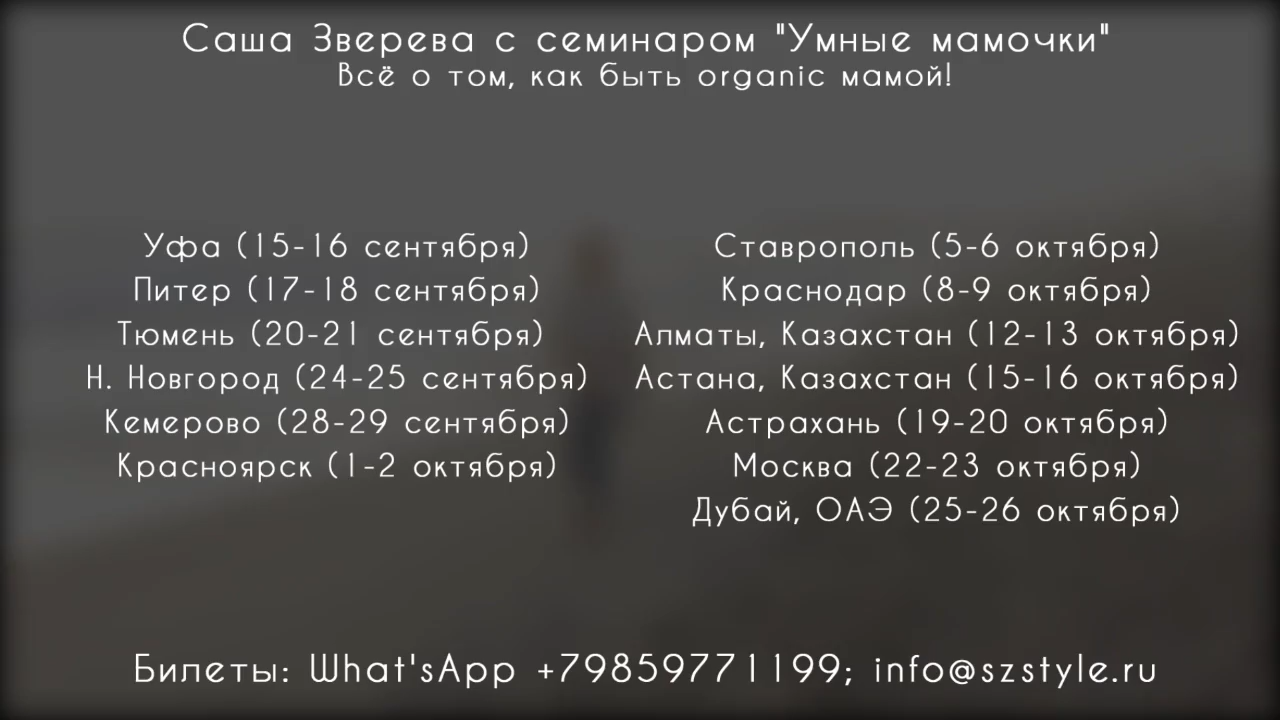 Саша Зверева с семинаром "Умные мамочки"
Всё о том, как быть organic мамой!
Уфа (15-16 сентября)
Питер (17-18 сентября)
Тюмень (20-21 сентября)
Н. Новгород (24-25 сентября)
Кемерово (28-29 сентября)
Красноярск (1-2 октября)
Ставрополь (5-6 октября)
Краснодар (8-9 октября)
Алматы, Казахстан (12-13 октября)
Астана, Казахстан (15-16 октября)
Астрахань (19-20 октября)
Москва (22-23 октября)
Дубай, ОАЭ (25-26 октября)
Билеты: What'sApp +79859771199; info@szstyle.ru